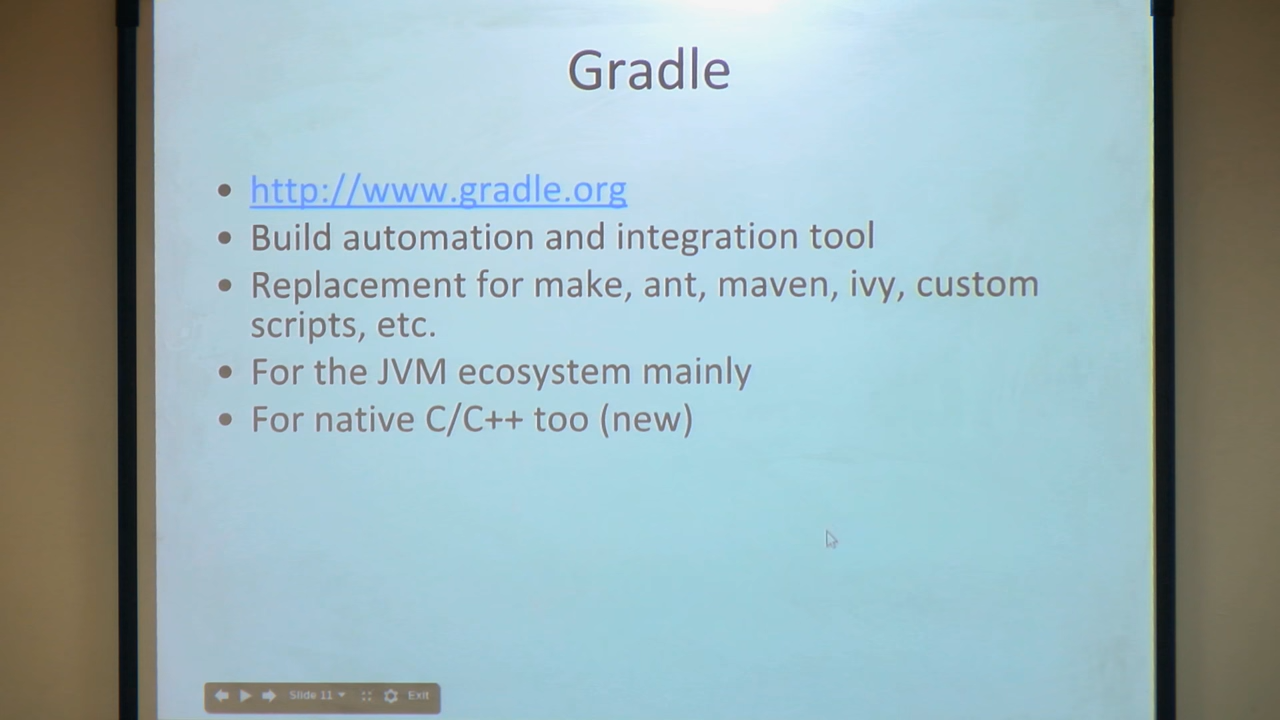 Gradle
• http://www.gradle.org
• Build automation and integration tool
• Replacement for make, ant, maven, ivy, custom
scripts, etc.
• For the JVM ecosystem mainly
• For native C/C++ too (new)
Slide 11
Exit